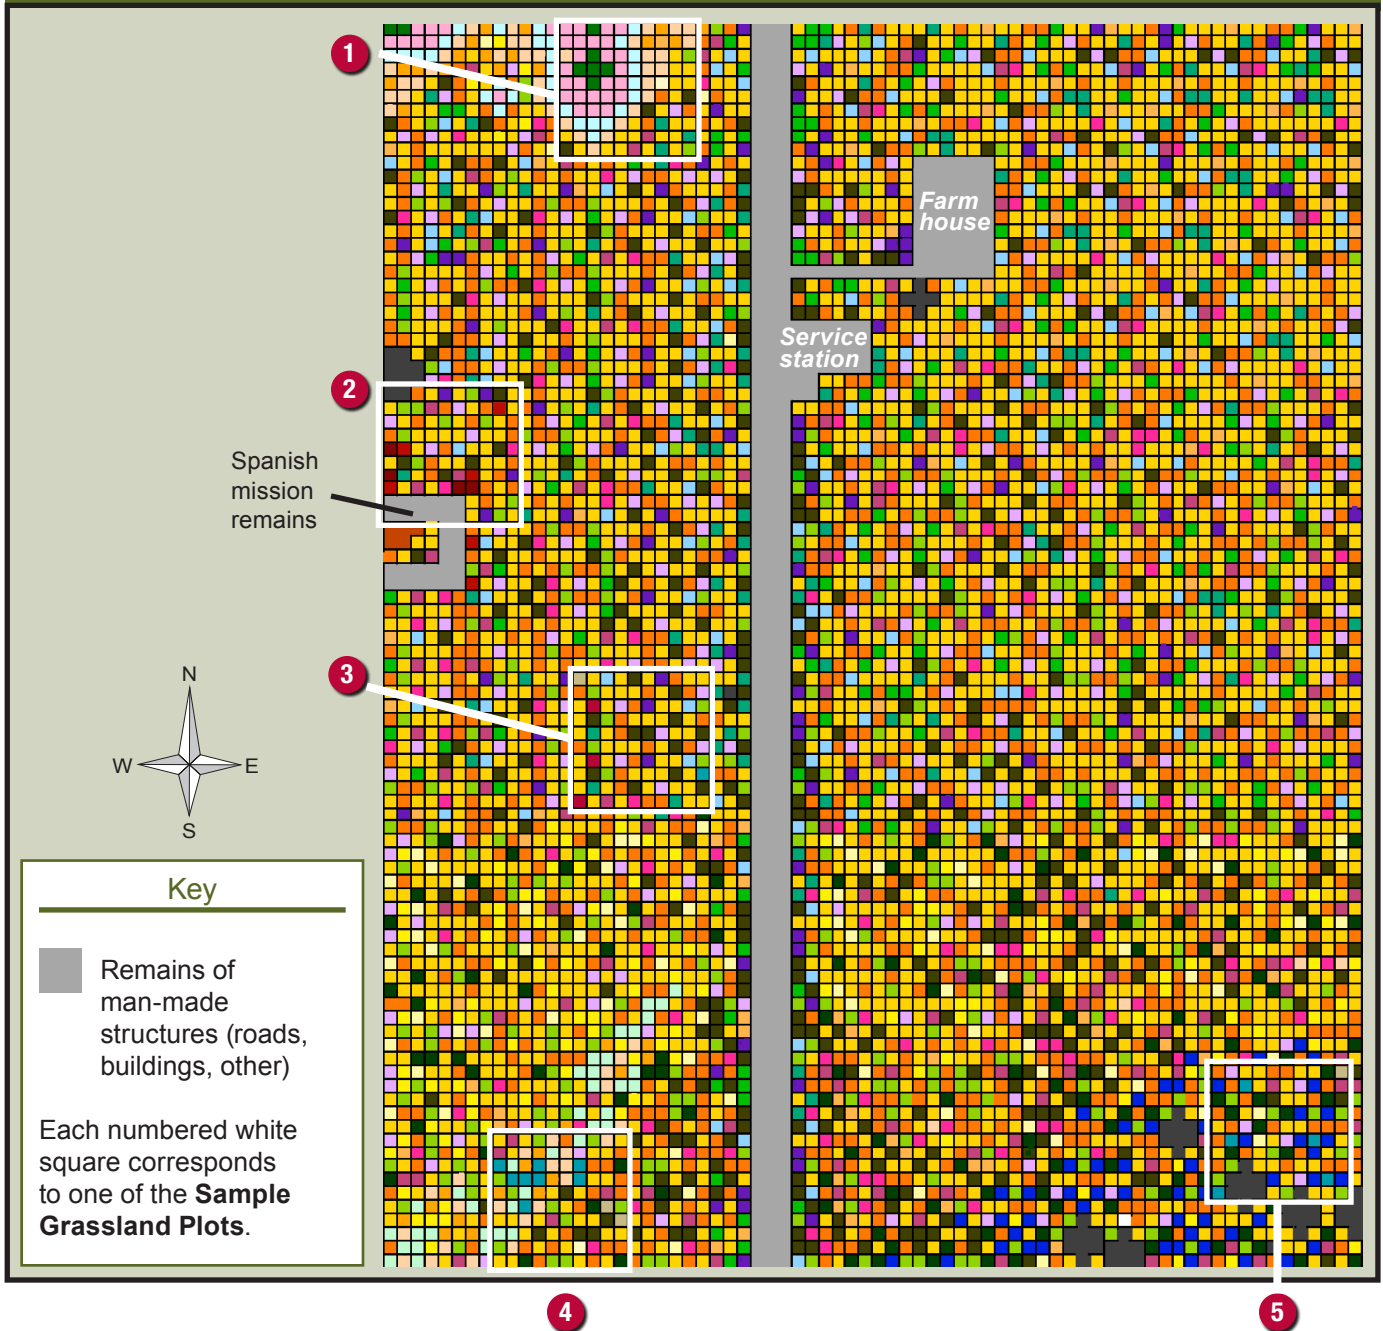 1
Farm
house
Service
station
2
Spanish
mission
remains
3
N
W
E
S
Key
Remains of
man-made
structures (roads,
buildings, other)
Each numbered white
square corresponds
to one of the Sample
Grassland Plots.
4
5